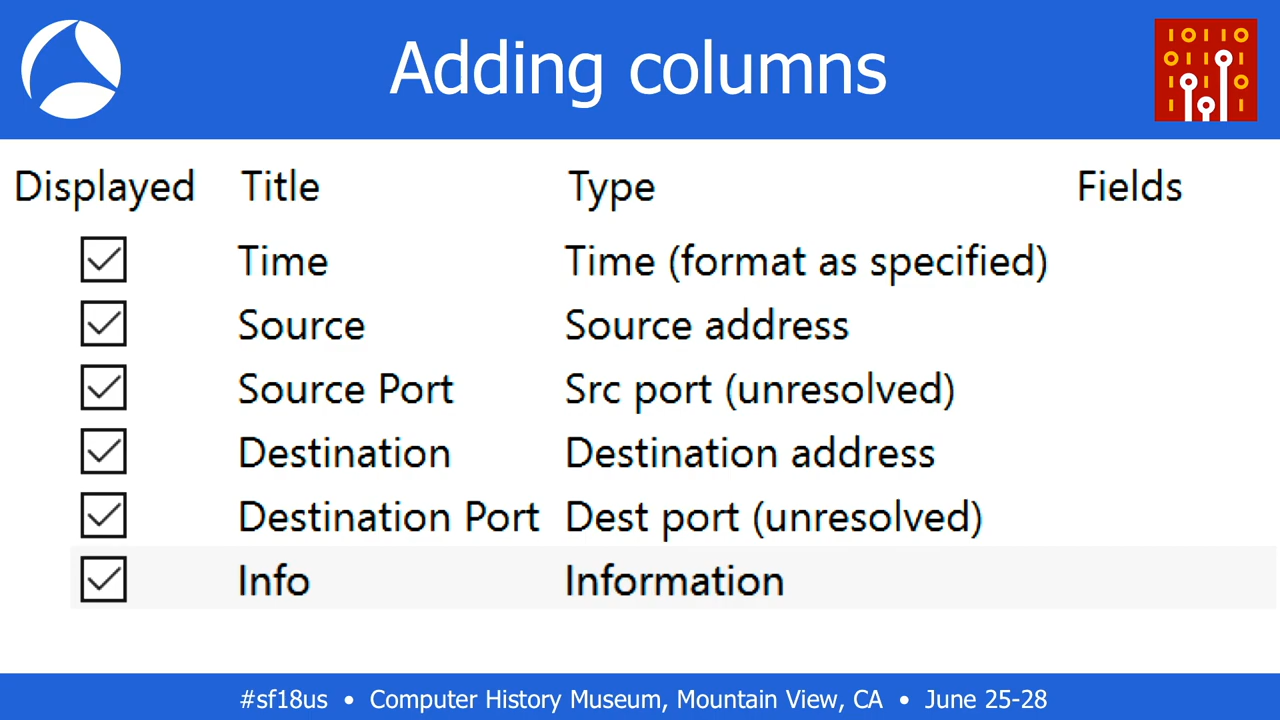 Adding columns
Displayed Title Type Fields
Time Time (format as specified)
Source Source address
Source Port Src port (unresolved)
Destination Destination address
Destination Port Dest port (unresolved)
Info Information
#sf18us • Computer History Museum, Mountain View, CA • June 25-28